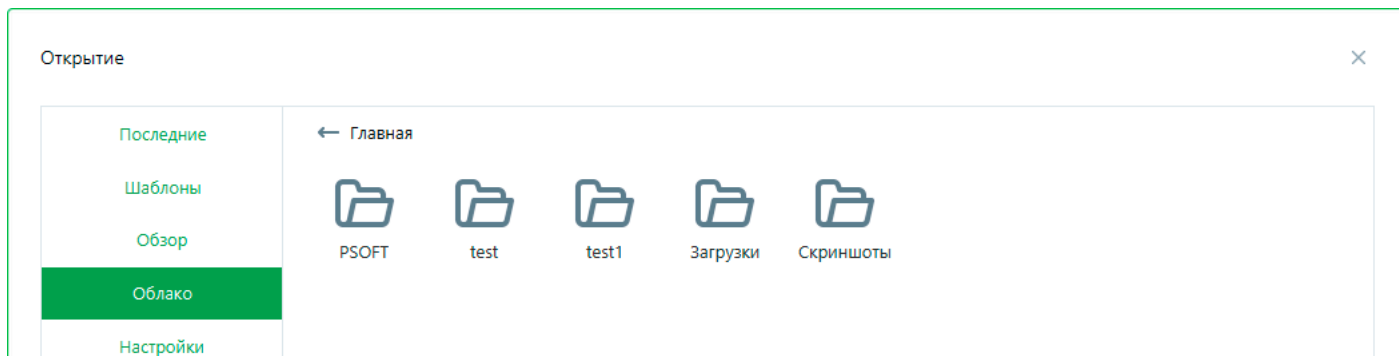 Открытие
Последние
Шаблоны
Обзор
Облако
Настройки
Главная
PSOFT test test1 Загрузки Скриншоты